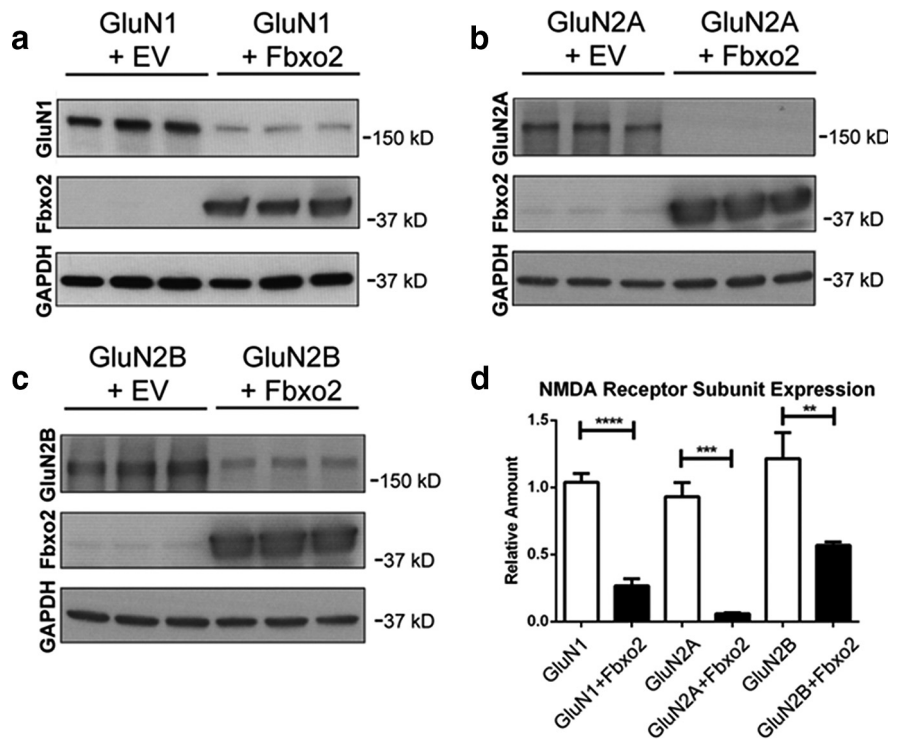 a
GluN1 + EV
GluN1 + Fbxo2
GluN1
-150 kD
Fbxo2
-37 kD
GAPDH
-37 kD
b
GluN2A + EV
GluN2A + Fbxo2
GluN2A
-150 kD
Fbxo2
-37 kD
GAPDH
-37 kD
c
GluN2B + EV
GluN2B + Fbxo2
GluN2B
-150 kD
Fbxo2
-37 kD
GAPDH
-37 kD
d
NMDA Receptor Subunit Expression
Relative Amount
1.5
1.0
0.5
0.0
****
***
**
GluN1
GluN1+Fbxo2
GluN2A
GluN2A+Fbxo2
GluN2B
GluN2B+Fbxo2